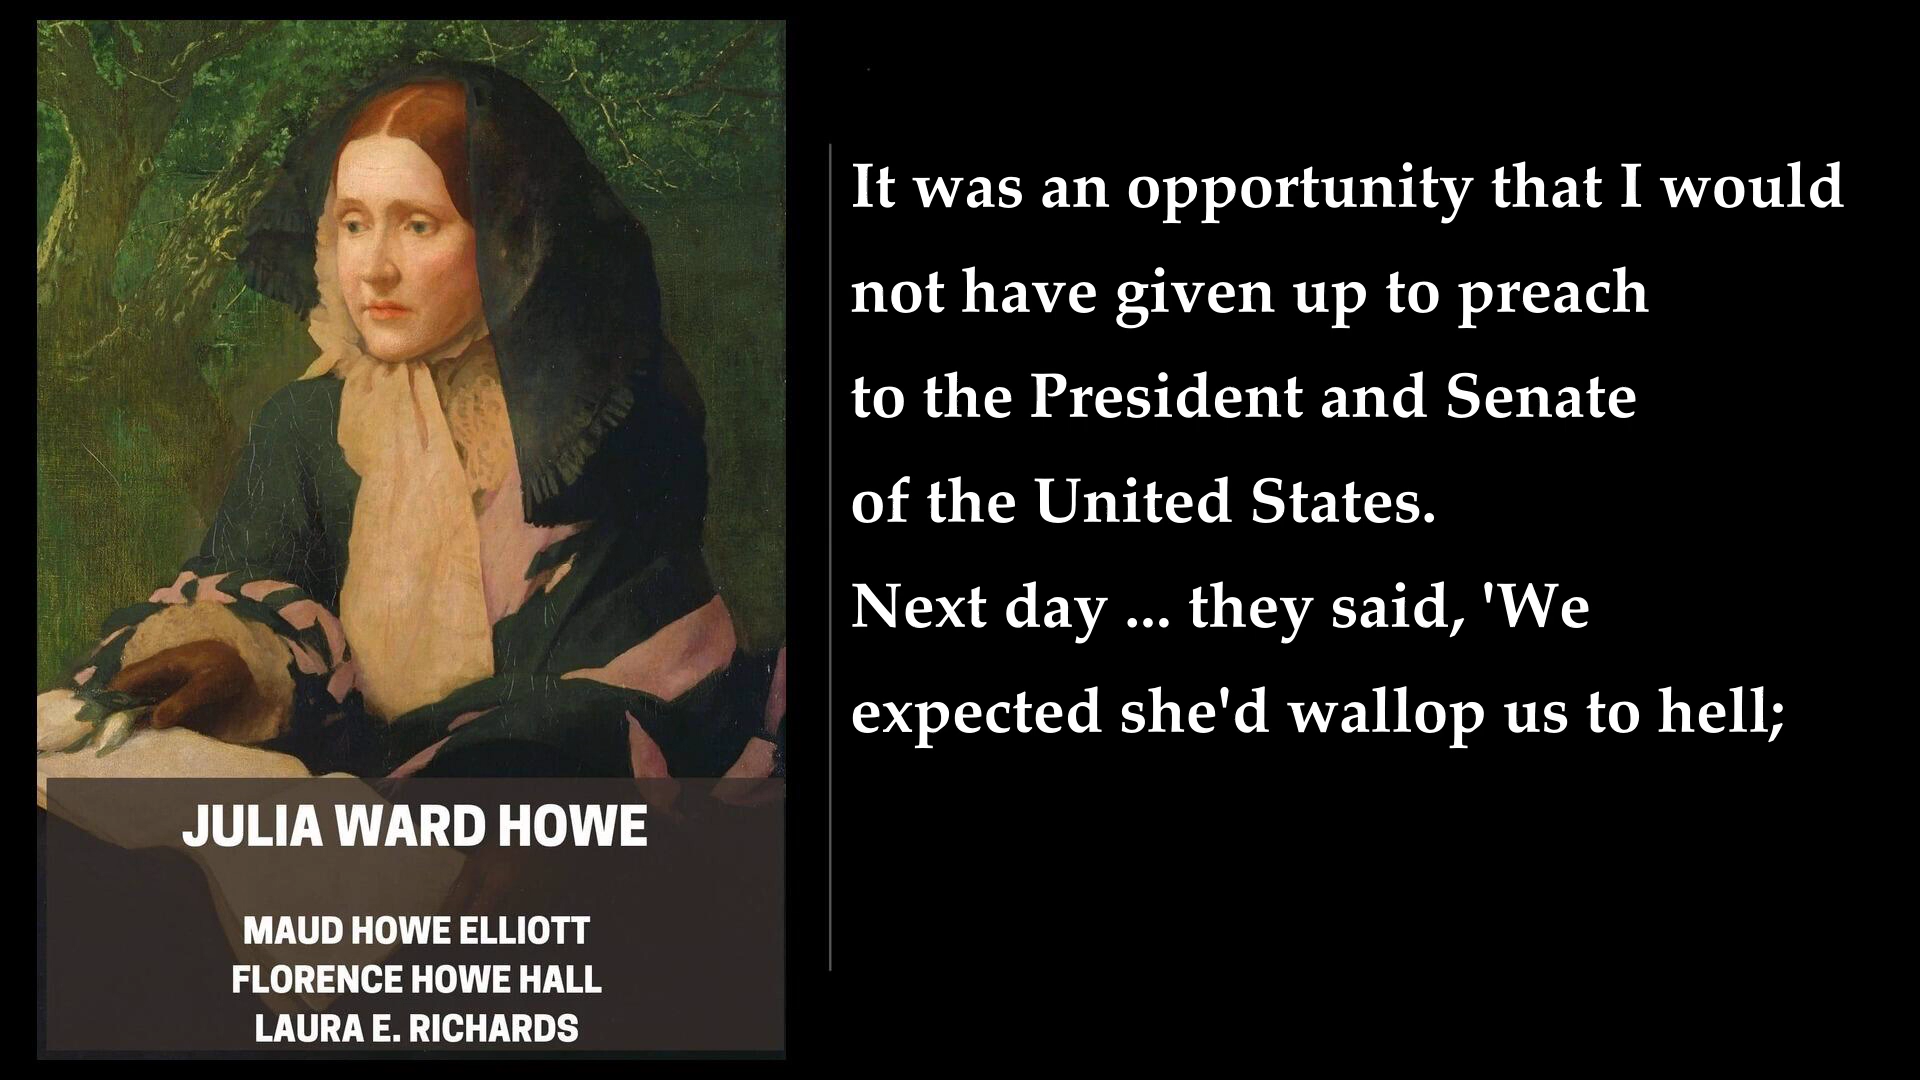 JULIA WARD HOWE
MAUD HOWE ELLIOTT
FLORENCE HOWE HALL
LAURA E. RICHARDS
It was an opportunity that I would
not have given up to preach
to the President and Senate
of the United States.
Next day ... they said, 'We
expected she'd wallop us to hell;